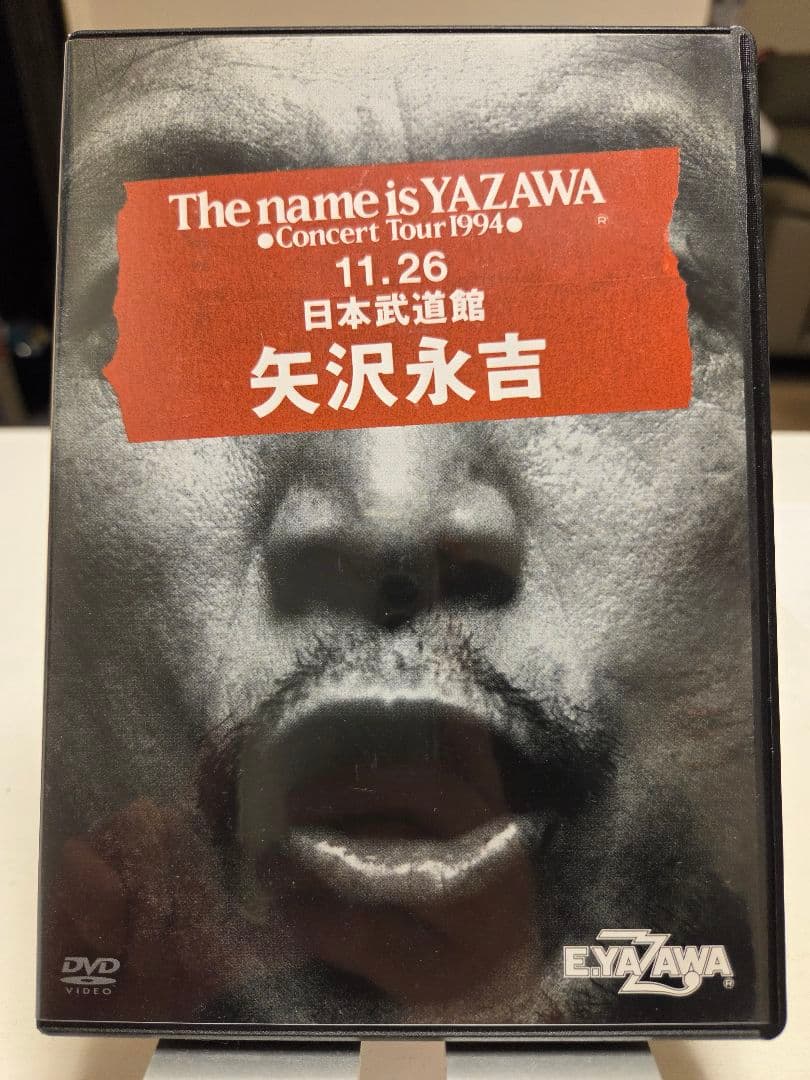 The name is YAZAWA
●Concert Tour 1994●
®
11.26
日本武道館
矢沢永吉
DVD
VIDEO
E.YAZAWA
®